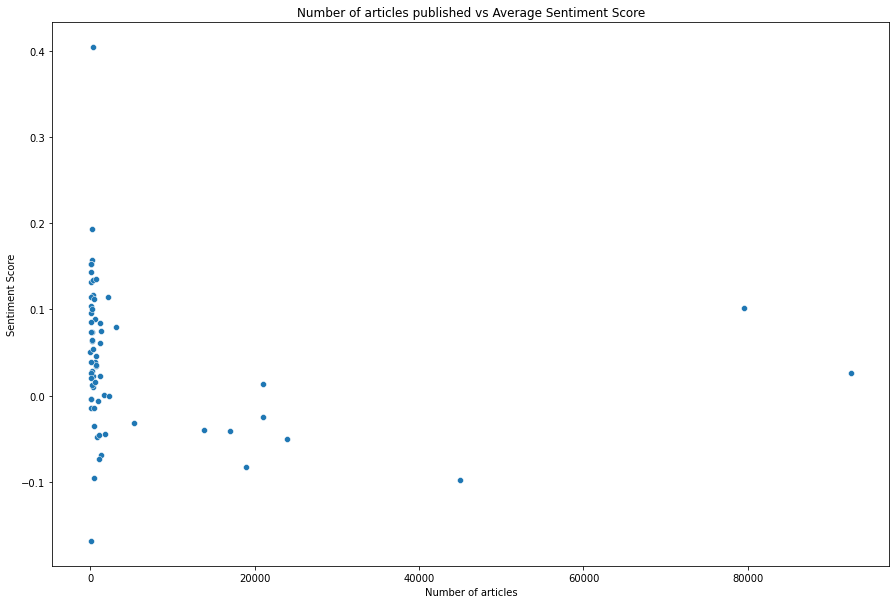 Number of articles published vs Average Sentiment Score
0.4
0.3
0.2
0.1
0.0
−0.1
Sentiment Score
0 20000 40000 60000 80000
Number of articles